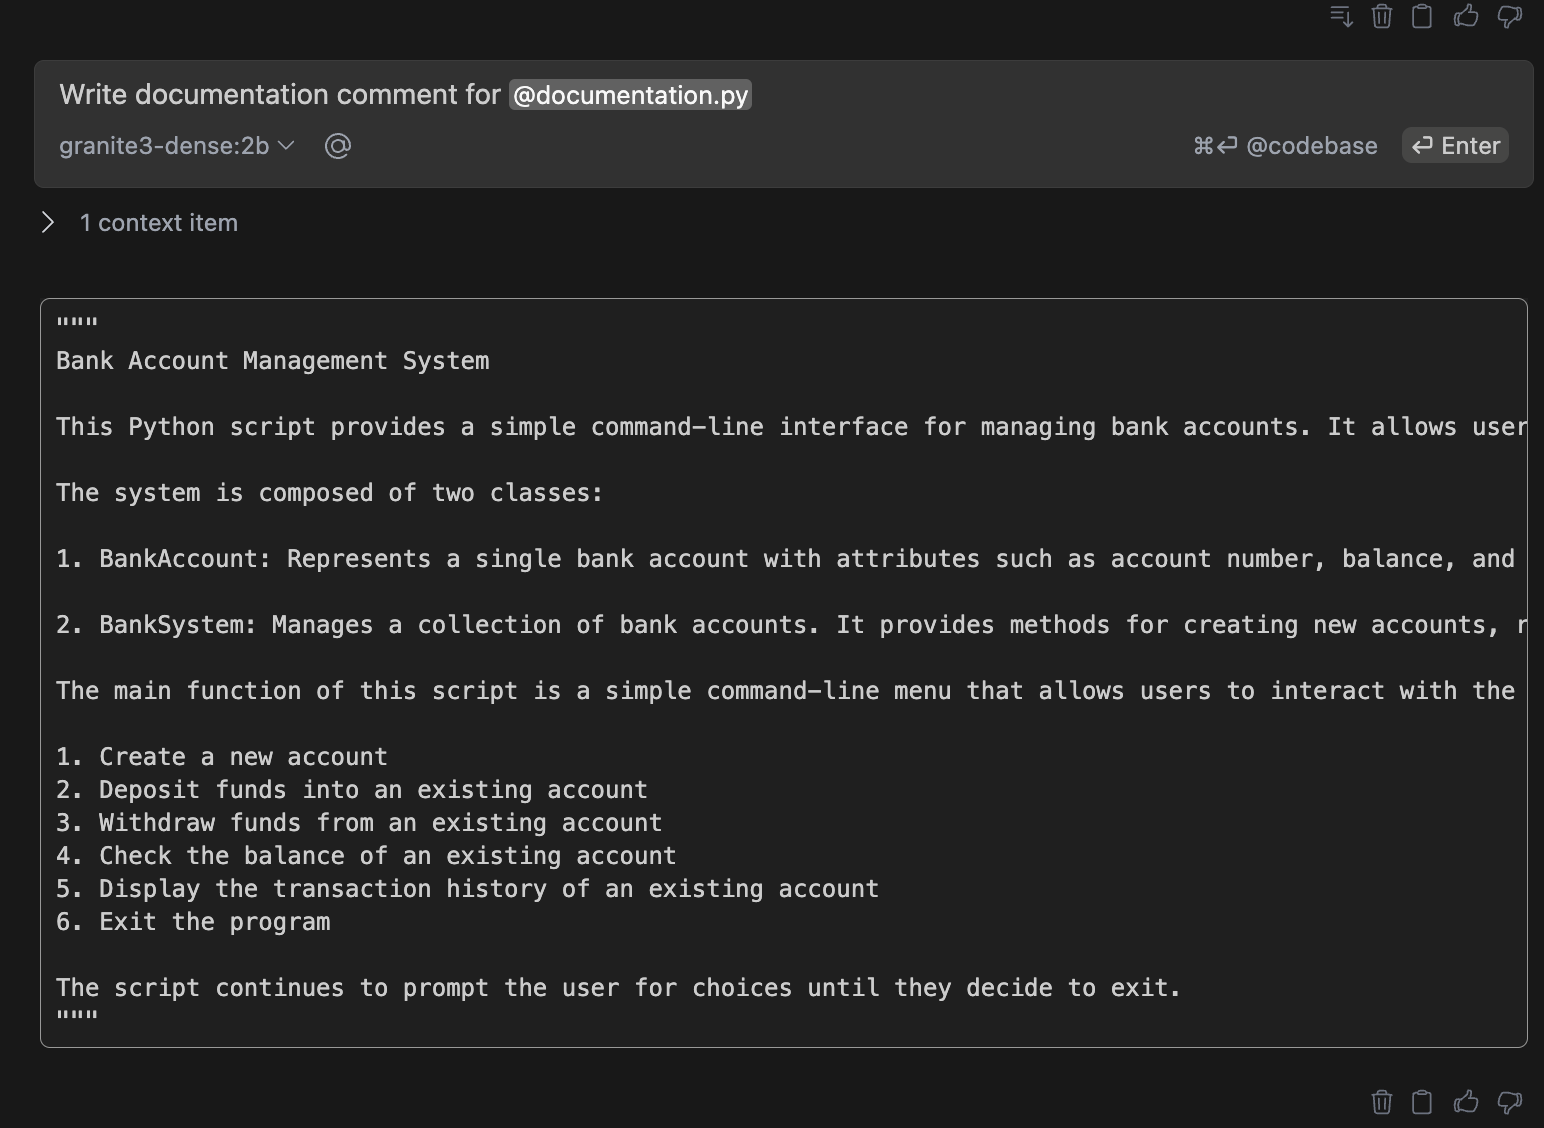 Write documentation comment for @documentation.py
granite3-dense:2b @ ⌘⏎ @codebase ⏎ Enter
1 context item
"""
Bank Account Management System
This Python script provides a simple command-line interface for managing bank accounts. It allows user
The system is composed of two classes:
1. BankAccount: Represents a single bank account with attributes such as account number, balance, and
2. BankSystem: Manages a collection of bank accounts. It provides methods for creating new accounts, r
The main function of this script is a simple command-line menu that allows users to interact with the
1. Create a new account
2. Deposit funds into an existing account
3. Withdraw funds from an existing account
4. Check the balance of an existing account
5. Display the transaction history of an existing account
6. Exit the program
The script continues to prompt the user for choices until they decide to exit.
"""